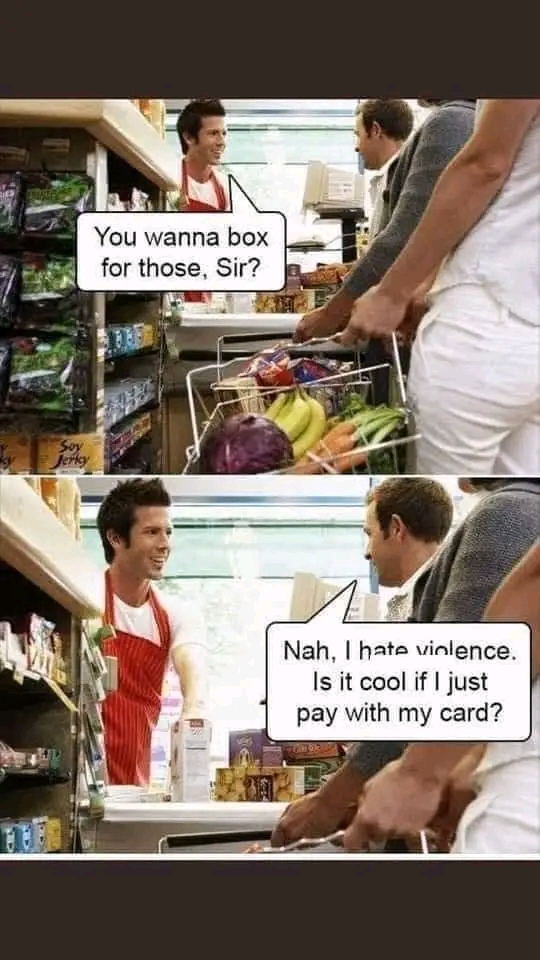 You wanna box
for those, Sir?
Soy
Jerky
Nah, I hate violence.
Is it cool if I just
pay with my card?